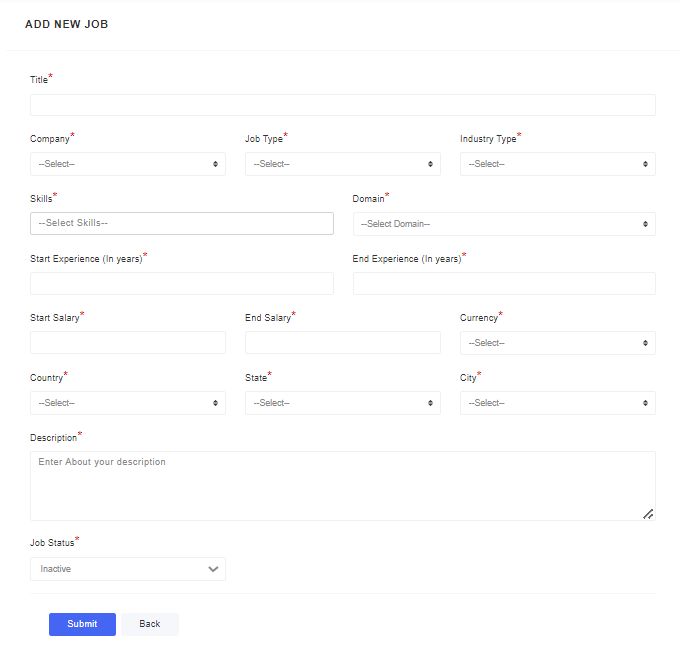 ADD NEW JOB
Title*
Company* Job Type* Industry Type*
--Select-- --Select-- --Select--
Skills* Domain*
--Select Skills-- --Select Domain--
Start Experience (In years)* End Experience (In years)*
Start Salary* End Salary* Currency*
--Select--
Country* State* City*
--Select-- --Select-- --Select--
Description*
Enter About your description
Job Status*
Inactive
Submit Back